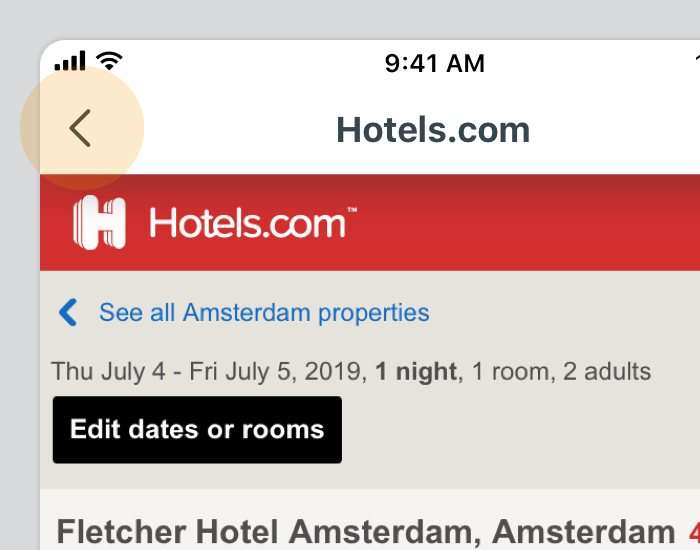 9:41 AM
Hotels.com
Hotels.com™
See all Amsterdam properties
Thu July 4 - Fri July 5, 2019, 1 night, 1 room, 2 adults
Edit dates or rooms
Fletcher Hotel Amsterdam, Amsterdam